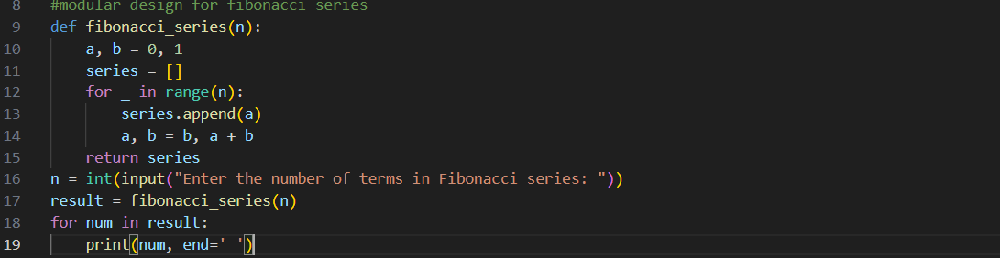 8 #modular design for fibonacci series
9 def fibonacci_series(n):
10     a, b = 0, 1
11     series = []
12     for _ in range(n):
13         series.append(a)
14         a, b = b, a + b
15     return series
16 n = int(input("Enter the number of terms in Fibonacci series: "))
17 result = fibonacci_series(n)
18 for num in result:
19     print(num, end=' ')